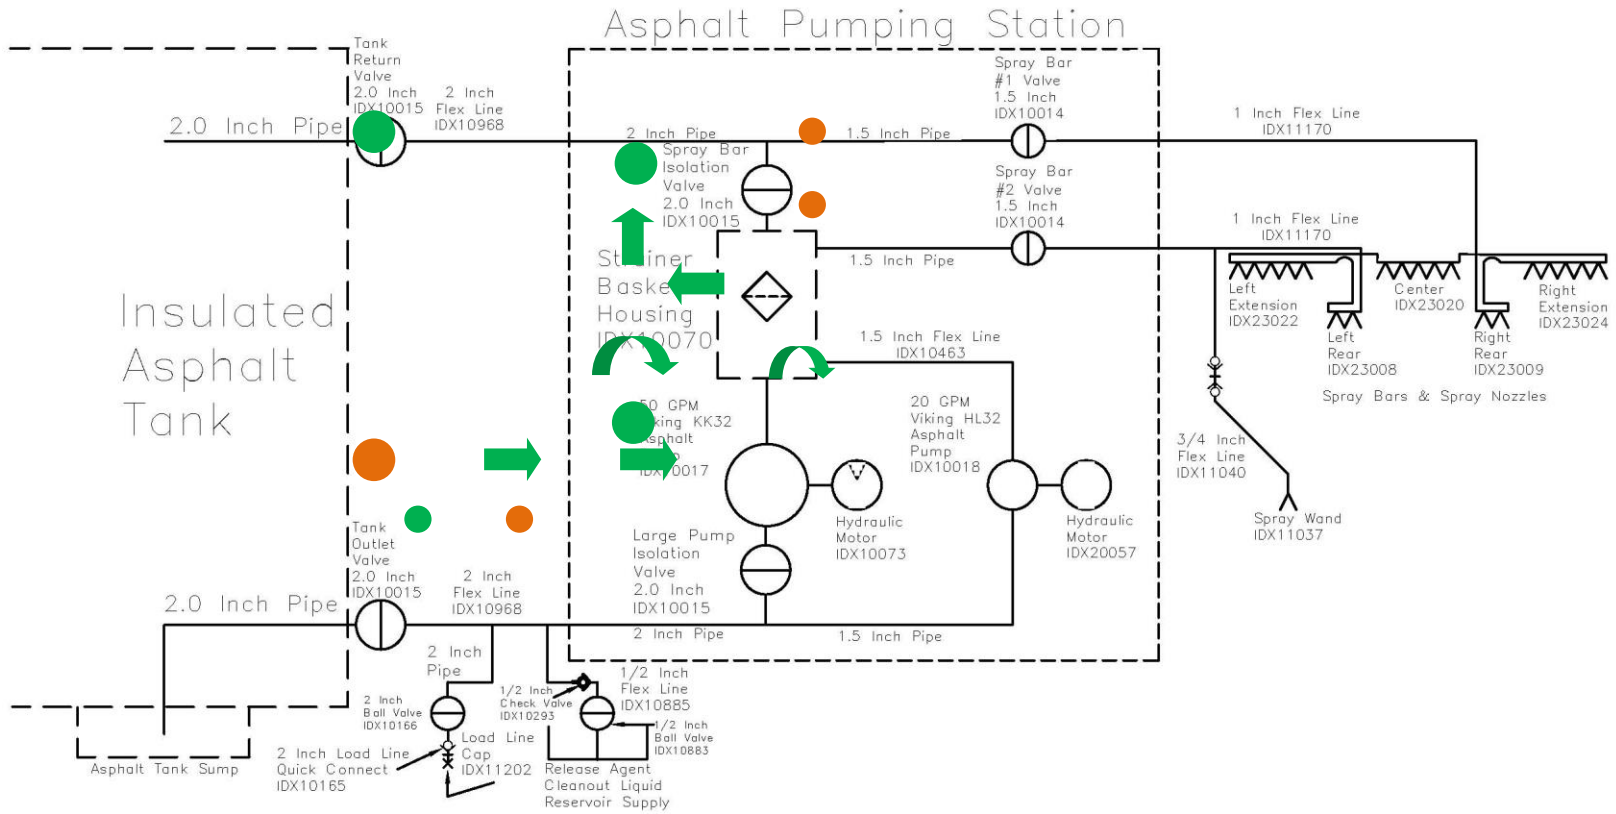 Asphalt Pumping Station
Tank
Return
Valve
2.0 Inch
IDX10015
2 Inch
Flex Line
IDX10968
2.0 Inch Pipe
2 Inch Pipe
Spray Bar
Isolation
Valve
2.0 Inch
IDX10015
1.5 Inch Pipe
Spray Bar
#1 Valve
1.5 Inch
IDX10014
1 Inch Flex Line
IDX11170
Spray Bar
#2 Valve
1.5 Inch
IDX10014
1 Inch Flex Line
IDX11170
1.5 Inch Pipe
Housing
Insulated
Asphalt
Tank
1.5 Inch Flex Line
IDX10463
Left
Extension
IDX23022
Center
IDX23020
Right
Extension
IDX23024
Left
Rear
IDX23008
Right
Rear
IDX23009
Spray Bars & Spray Nozzles
GPM
KK32
20 GPM
Viking HL32
Asphalt
Pump
IDX10018
3/4 Inch
Flex Line
IDX11040
Spray Wand
IDX11037
Hydraulic
Motor
IDX10073
Hydraulic
Motor
IDX20057
Tank
Outlet
Valve
2.0 Inch
IDX10015
2 Inch
Flex Line
IDX10968
Large Pump
Isolation
Valve
2.0 Inch
IDX10015
2.0 Inch Pipe
2 Inch Pipe
1.5 Inch Pipe
2 Inch
Pipe
2 Inch
Ball Valve
IDX10166
1/2 Inch
Check Valve
IDX10293
1/2 Inch
Flex Line
IDX10885
1/2 Inch
Ball Valve
IDX10883
Asphalt Tank Sump
2 Inch Load Line
Quick Connect
IDX10165
Load Line
Cap
IDX11202
Release Agent
Cleanout Liquid
Reservoir Supply